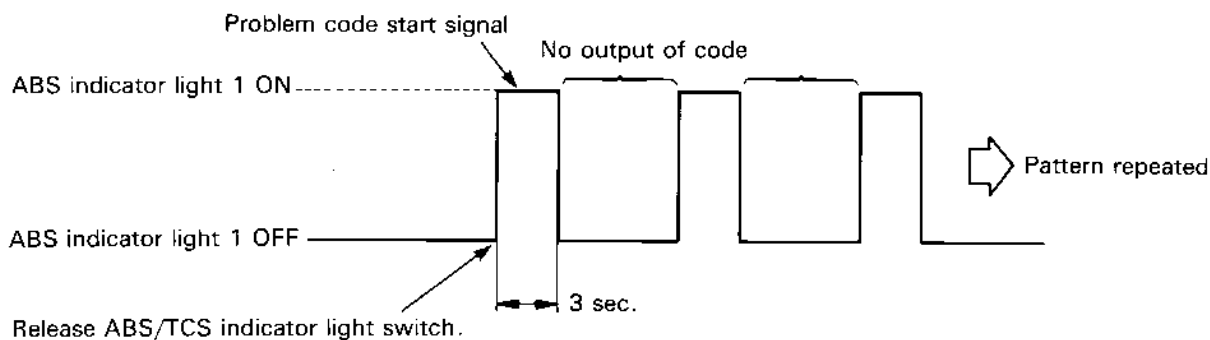 Problem code start signal
No output of code
ABS indicator light 1 ON
Pattern repeated
ABS indicator light 1 OFF
3 sec.
Release ABS/TCS indicator light switch.